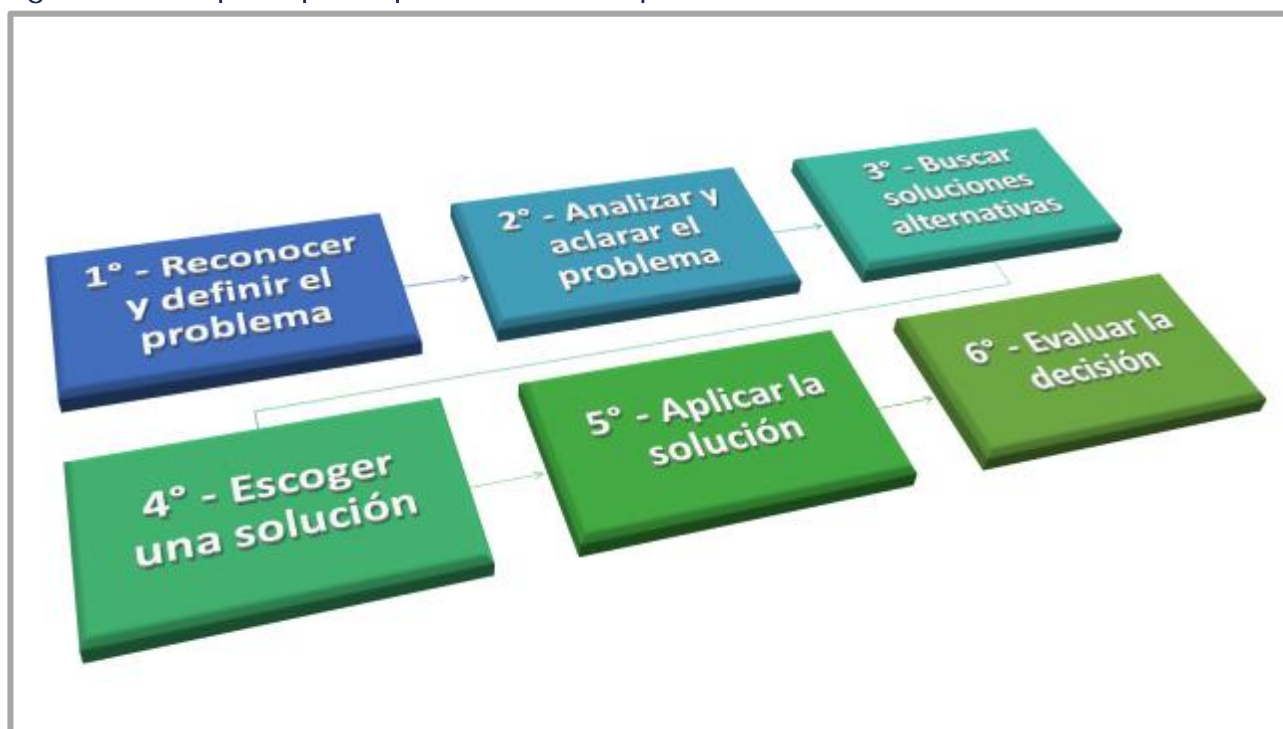 1° - Reconocer
y definir el
problema
2° - Analizar y
aclarar el
problema
3° - Buscar
soluciones
alternativas
4° - Escoger
una solución
5° - Aplicar la
solución
6° - Evaluar la
decisión